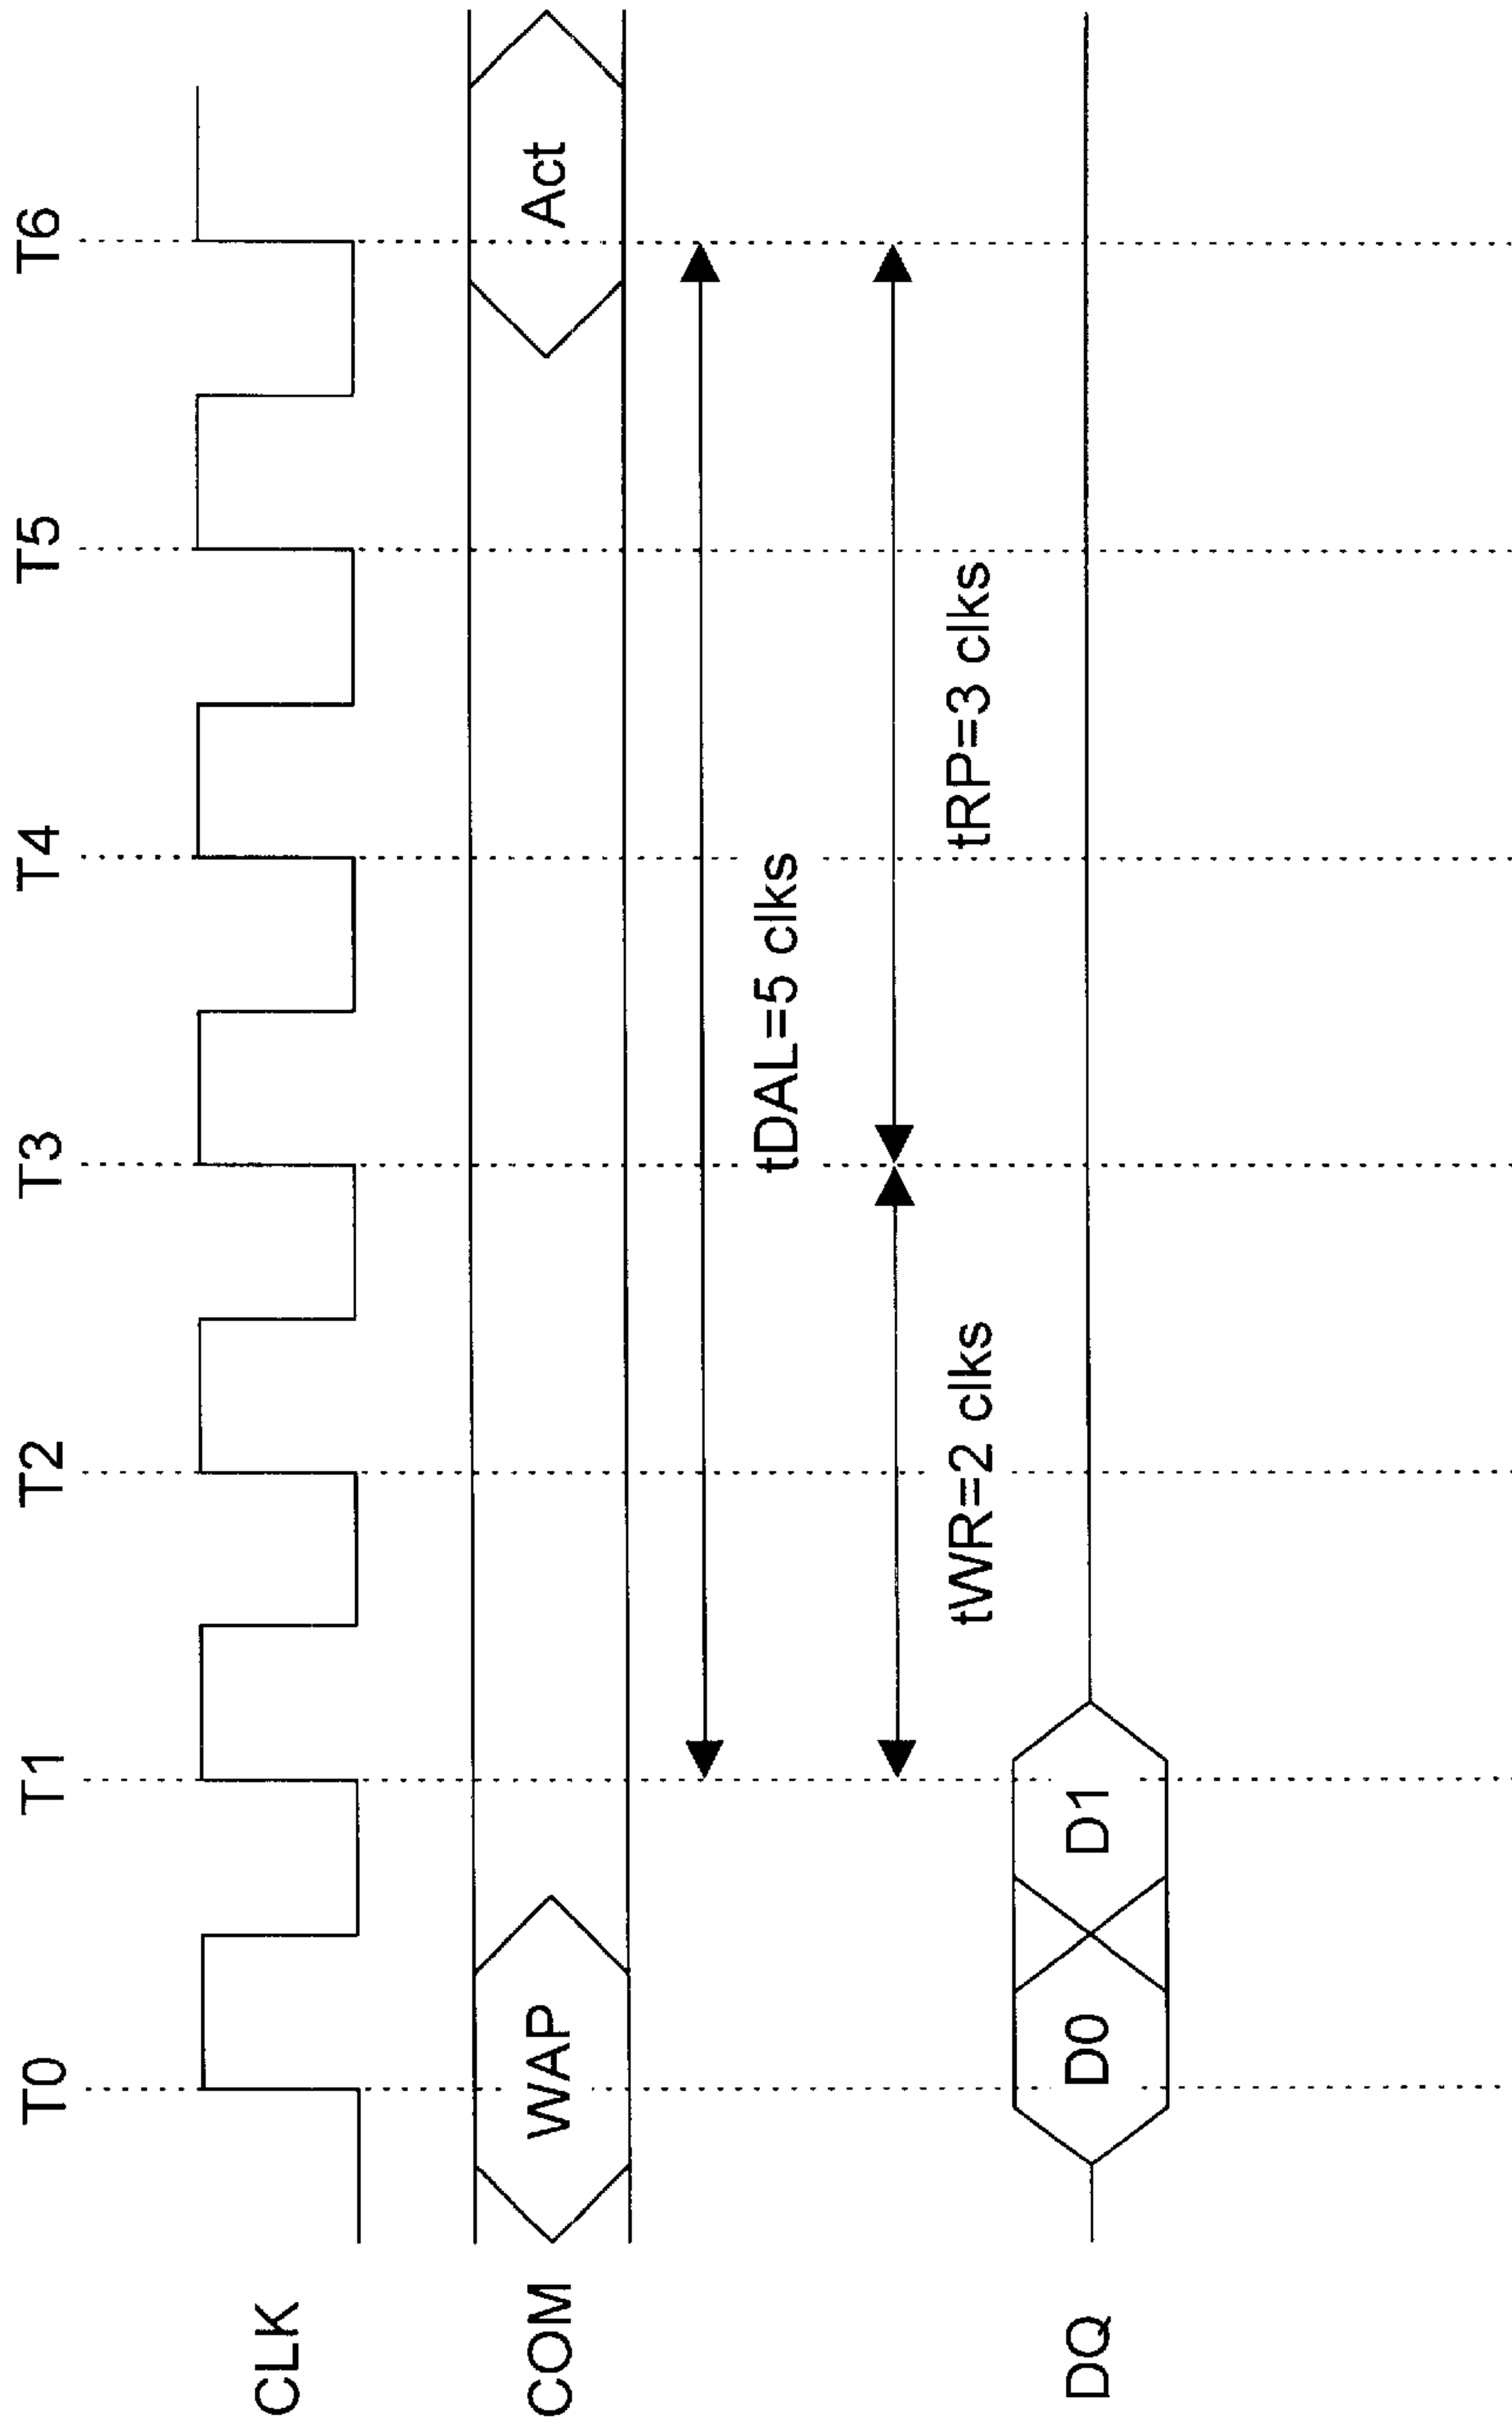 T0 T1 T2 T3 T4 T5 T6
CLK
COM WAP Act
tDAL=5 clks
tWR=2 clks tRP=3 clks
DQ D0 D1